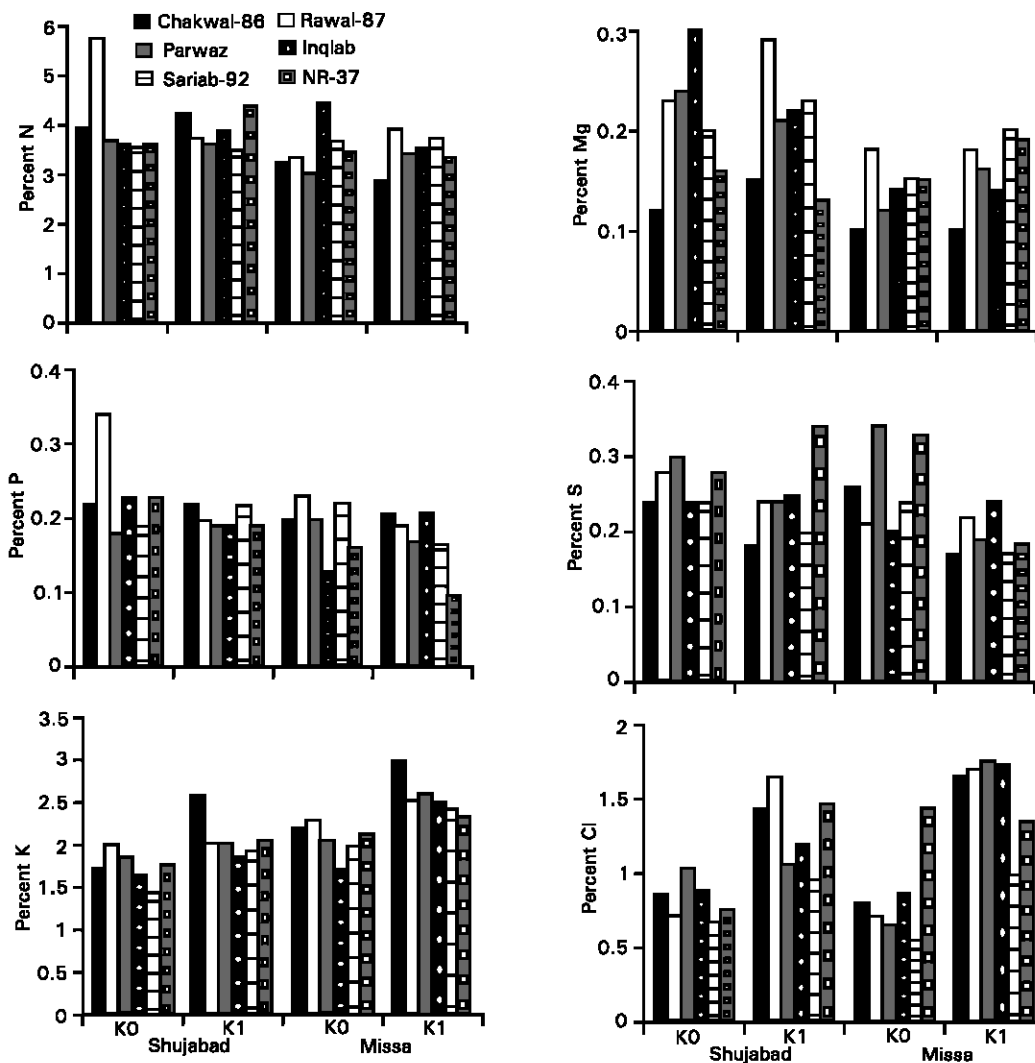 Chakwal-86 Rawal-87
Parwaz Inqlab
Sariab-92 NR-37
Percent N
6
5
4
3
2
1
0
Percent Mg
0.3
0.2
0.1
0
Percent P
0.4
0.3
0.2
0.1
0
Percent S
0.4
0.3
0.2
0.1
0
Percent K
3.5
3
2.5
2
1.5
1
0.5
0
K0 K1 K0 K1
Shujabad Missa
Percent Cl
2
1.5
1
0.5
0
K0 K1 K0 K1
Shujabad Missa